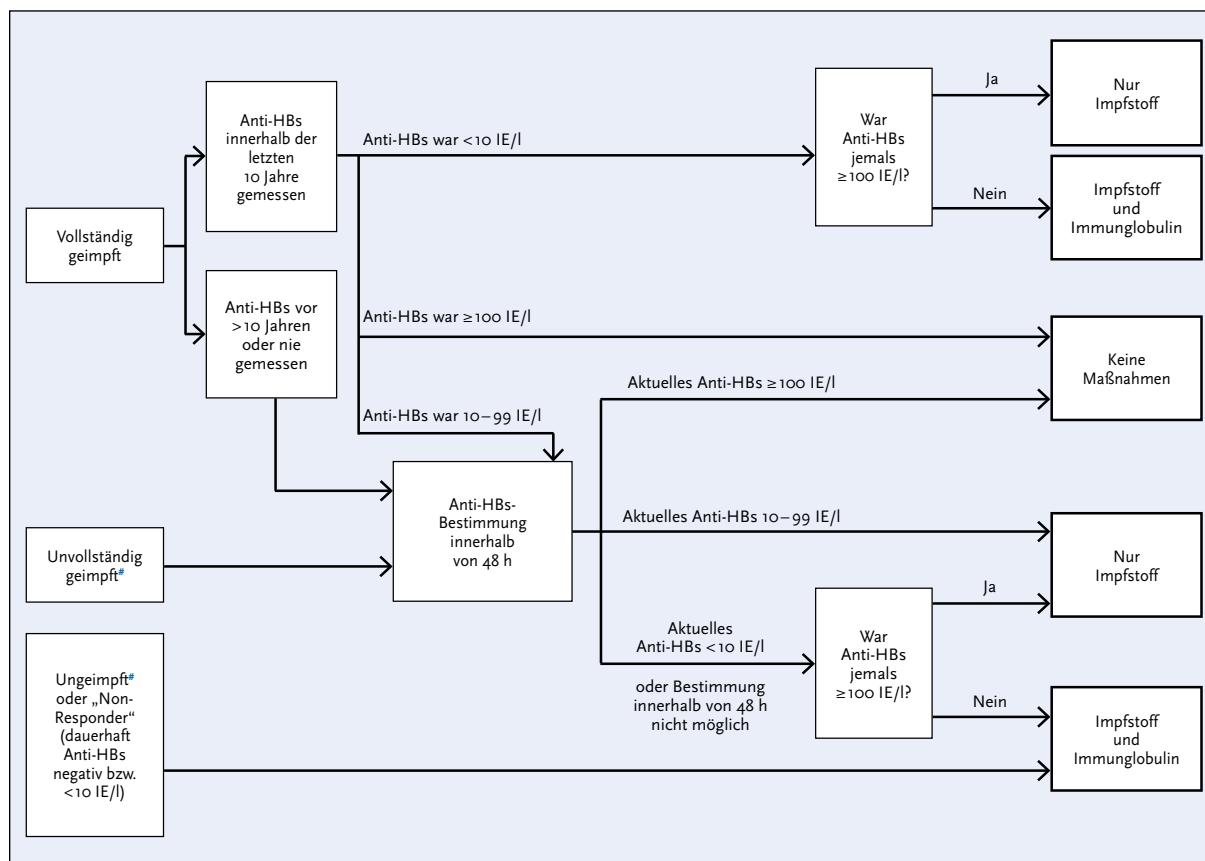 Vollständig
geimpft
Anti-HBs
innerhalb der
letzten
10 Jahre
gemessen
Anti-HBs war <10 IE/l
War
Anti-HBs
jemals
≥100 IE/l?
Ja
Nur
Impfstoff
Nein
Impfstoff
und
Immunglobulin
Anti-HBs vor
>10 Jahren
oder nie
gemessen
Anti-HBs war ≥100 IE/l
Keine
Maßnahmen
Aktuelles Anti-HBs ≥100 IE/l
Anti-HBs war 10–99 IE/l
Anti-HBs-
Bestimmung
innerhalb
von 48 h
Aktuelles Anti-HBs 10–99 IE/l
Nur
Impfstoff
Unvollständig
geimpft#
Aktuelles
Anti-HBs <10 IE/l
oder Bestimmung
innerhalb von 48 h
nicht möglich
War
Anti-HBs
jemals
≥100 IE/l?
Ja
Nein
Impfstoff
und
Immunglobulin
Ungeimpft#
oder „Non-
Responder“
(dauerhaft
Anti-HBs
negativ bzw.
<10 IE/l)